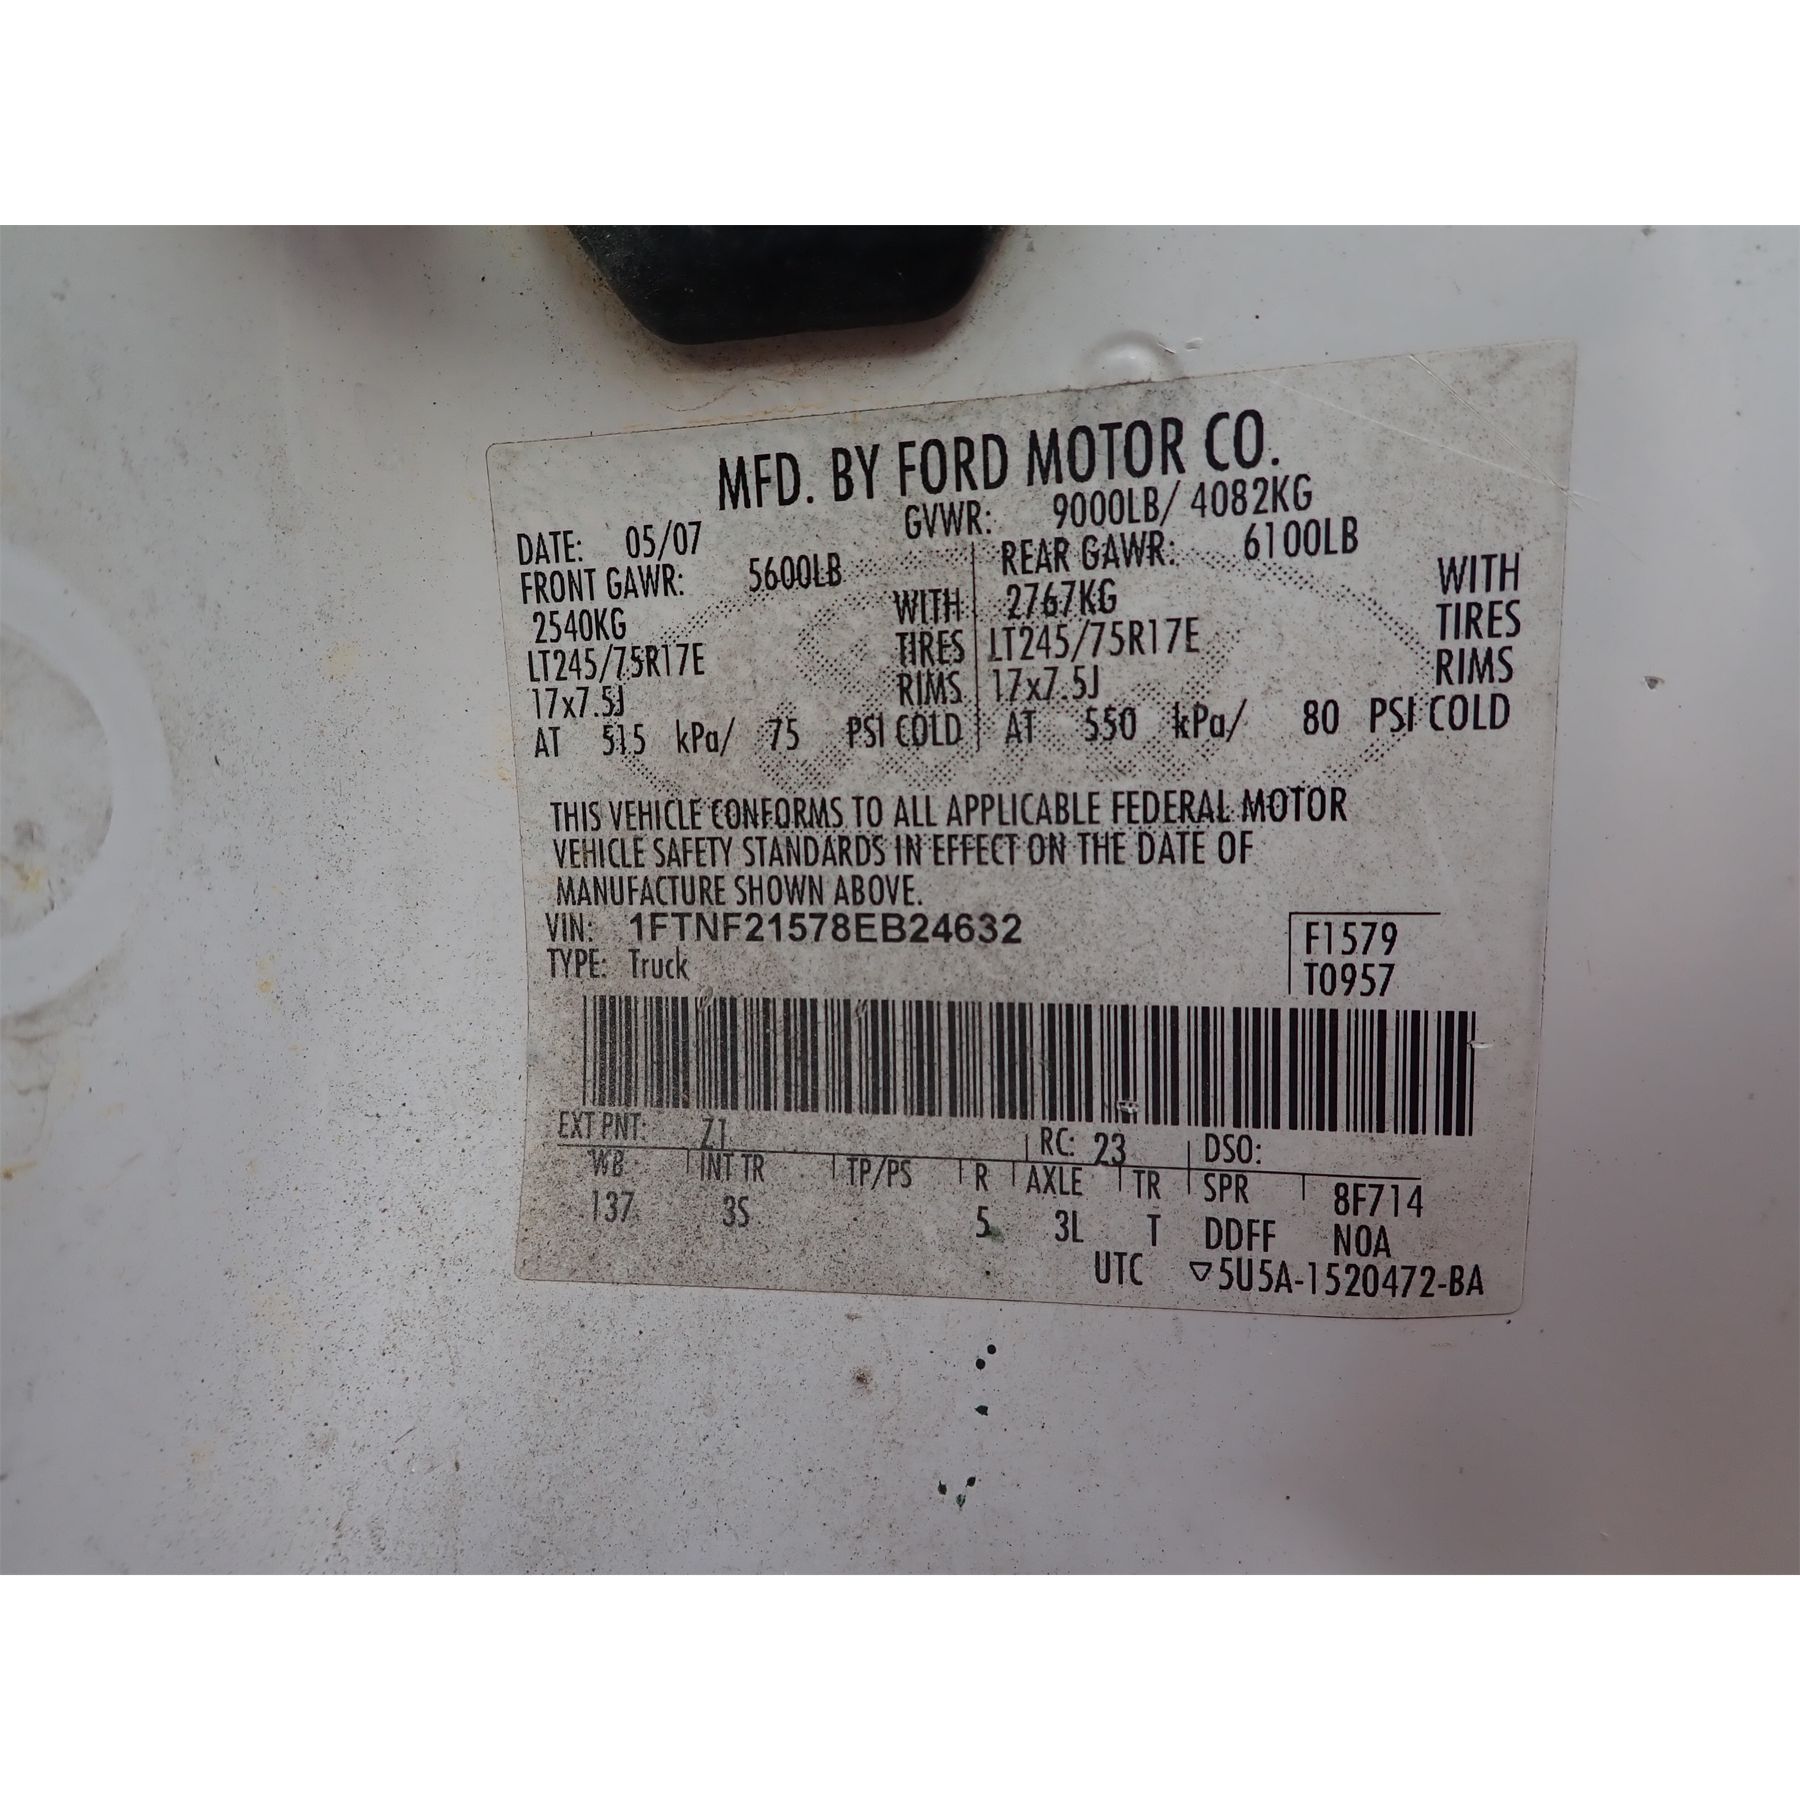 MFD. BY FORD MOTOR CO.
DATE: 05/07 GVWR: 9000LB/ 4082KG
FRONT GAWR: 5600LB REAR GAWR: 6100LB
2540KG WITH 2767KG WITH
LT245/75R17E TIRES LT245/75R17E TIRES
17x7.5J RIMS 17x7.5J RIMS
AT 515 kPa/ 75 PSI COLD AT 550 kPa/ 80 PSI COLD
THIS VEHICLE CONFORMS TO ALL APPLICABLE FEDERAL MOTOR
VEHICLE SAFETY STANDARDS IN EFFECT ON THE DATE OF
MANUFACTURE SHOWN ABOVE.
VIN: 1FTNF21578EB24632 F1579
TYPE: Truck T0957
EXT PNT: Z1 RC: 23 DSO:
WB INT TR TP/PS R AXLE TR SPR 8F714
137 3S 5 3L T DDFF NOA
UTC ▽5U5A-1520472-BA